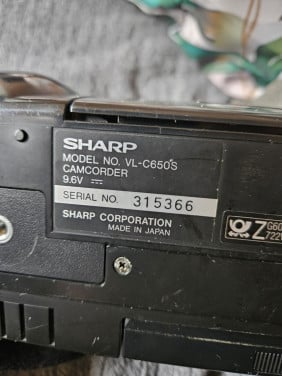 SHARP
MODEL NO. VL-C650S
CAMCORDER
9.6V
SERIAL NO. 315366
SHARP CORPORATION
MADE IN JAPAN
Z